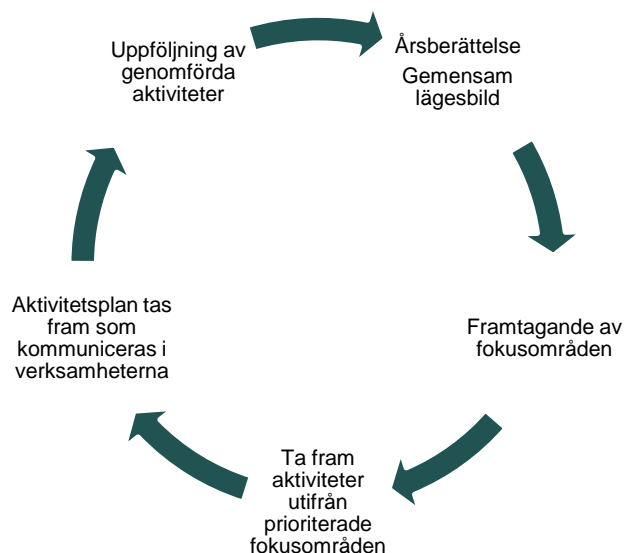 Årsberättelse
Gemensam
lägesbild
Framtagande av
fokusområden
Ta fram
aktiviteter
utifrån
prioriterade
fokusområden
Aktivitetsplan tas
fram som
kommuniceras i
verksamheterna
Uppföljning av
genomförda
aktiviteter